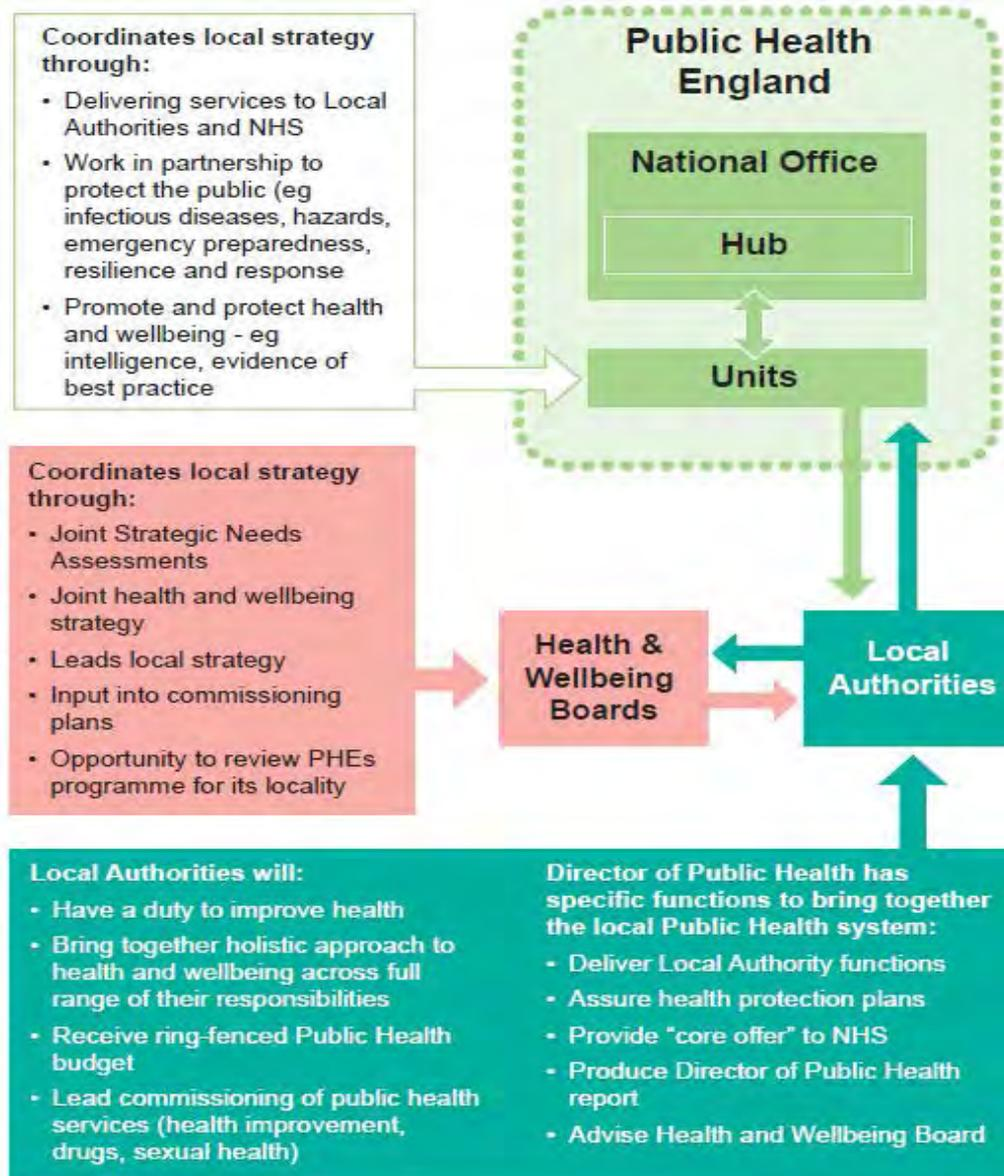 Coordinates local strategy
through:
• Delivering services to Local
Authorities and NHS
• Work in partnership to
protect the public (eg
infectious diseases, hazards,
emergency preparedness,
resilience and response
• Promote and protect health
and wellbeing - eg
intelligence, evidence of
best practice
Public Health
England
National Office
Hub
Units
Coordinates local strategy
through:
• Joint Strategic Needs
Assessments
• Joint health and wellbeing
strategy
• Leads local strategy
• Input into commissioning
plans
• Opportunity to review PHEs
programme for its locality
Health &
Wellbeing
Boards
Local
Authorities
Local Authorities will:
• Have a duty to improve health
• Bring together holistic approach to
health and wellbeing across full
range of their responsibilities
• Receive ring-fenced Public Health
budget
• Lead commissioning of public health
services (health improvement,
drugs, sexual health)
Director of Public Health has
specific functions to bring together
the local Public Health system:
• Deliver Local Authority functions
• Assure health protection plans
• Provide “core offer” to NHS
• Produce Director of Public Health
report
• Advise Health and Wellbeing Board